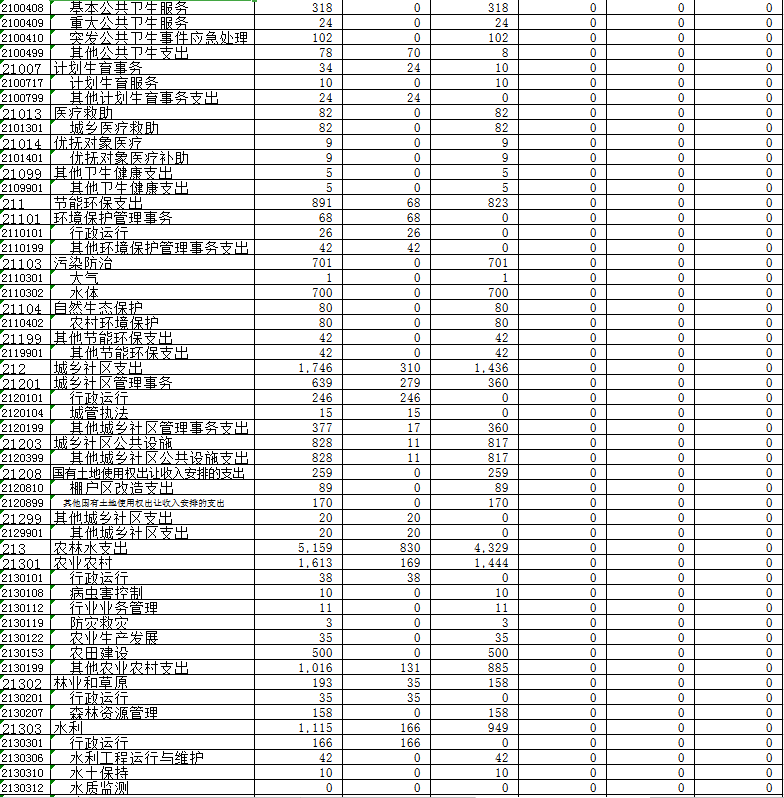 2100408 基本公共卫生服务 318 0 318 0 0 0
2100409 重大公共卫生服务 24 0 24 0 0 0
2100410 突发公共卫生事件应急处理 102 0 102 0 0 0
2100499 其他公共卫生支出 78 70 8 0 0 0
21007 计划生育事务 34 24 10 0 0 0
2100717 计划生育服务 10 0 10 0 0 0
2100799 其他计划生育事务支出 24 24 0 0 0 0
21013 医疗救助 82 0 82 0 0 0
2101301 城乡医疗救助 82 0 82 0 0 0
21014 优抚对象医疗 9 0 9 0 0 0
2101401 优抚对象医疗补助 9 0 9 0 0 0
21099 其他卫生健康支出 5 0 5 0 0 0
2109901 其他卫生健康支出 5 0 5 0 0 0
211 节能环保支出 891 68 823 0 0 0
21101 环境保护管理事务 68 68 0 0 0 0
2110101 行政运行 26 26 0 0 0 0
2110199 其他环境保护管理事务支出 42 42 0 0 0 0
21103 污染防治 701 0 701 0 0 0
2110301 大气 1 0 1 0 0 0
2110302 水体 700 0 700 0 0 0
21104 自然生态保护 80 0 80 0 0 0
2110402 农村环境保护 80 0 80 0 0 0
21199 其他节能环保支出 42 0 42 0 0 0
2119901 其他节能环保支出 42 0 42 0 0 0
212 城乡社区支出 1,746 310 1,436 0 0 0
21201 城乡社区管理事务 639 279 360 0 0 0
2120101 行政运行 246 246 0 0 0 0
2120104 城管执法 15 15 0 0 0 0
2120199 其他城乡社区管理事务支出 377 17 360 0 0 0
21203 城乡社区公共设施 828 11 817 0 0 0
2120399 其他城乡社区公共设施支出 828 11 817 0 0 0
21208 国有土地使用权出让收入安排的支出 259 0 259 0 0 0
2120810 棚户区改造支出 89 0 89 0 0 0
2120899 其他国有土地使用权出让收入安排的支出 170 0 170 0 0 0
21299 其他城乡社区支出 20 20 0 0 0 0
2129901 其他城乡社区支出 20 20 0 0 0 0
213 农林水支出 5,159 830 4,329 0 0 0
21301 农业农村 1,613 169 1,444 0 0 0
2130101 行政运行 38 38 0 0 0 0
2130108 病虫害控制 10 0 10 0 0 0
2130112 行业业务管理 11 0 11 0 0 0
2130119 防灾救灾 3 0 3 0 0 0
2130122 农业生产发展 35 0 35 0 0 0
2130153 农田建设 500 0 500 0 0 0
2130199 其他农业农村支出 1,016 131 885 0 0 0
21302 林业和草原 193 35 158 0 0 0
2130201 行政运行 35 35 0 0 0 0
2130207 森林资源管理 158 0 158 0 0 0
21303 水利 1,115 166 949 0 0 0
2130301 行政运行 166 166 0 0 0 0
2130306 水利工程运行与维护 42 0 42 0 0 0
2130310 水土保持 10 0 10 0 0 0
2130312 水质监测 0 0 0 0 0 0